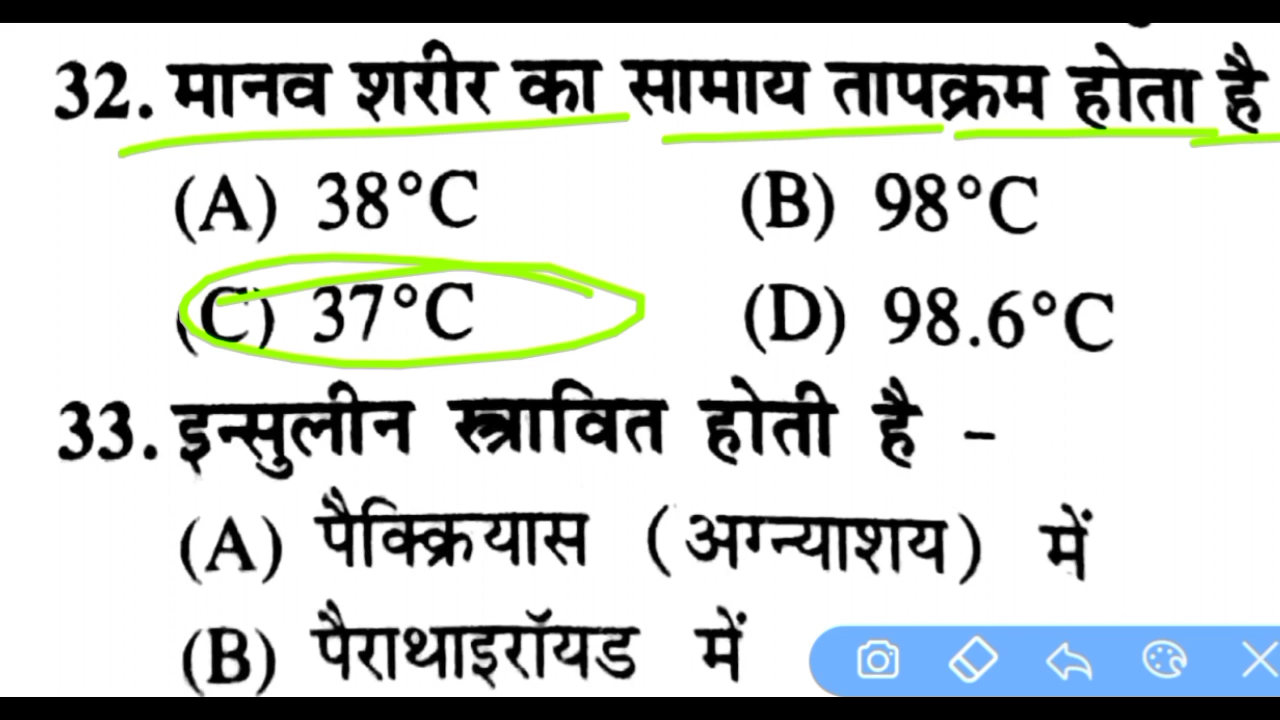 32. मानव शरीर का सामाय तापक्रम होता है
(A) 38°C (B) 98°C
(C) 37°C (D) 98.6°C
33. इन्सुलीन स्त्रावित होती है -
(A) पैक्क्रियास (अग्न्याशय) में
(B) पैराथाइरॉयड में